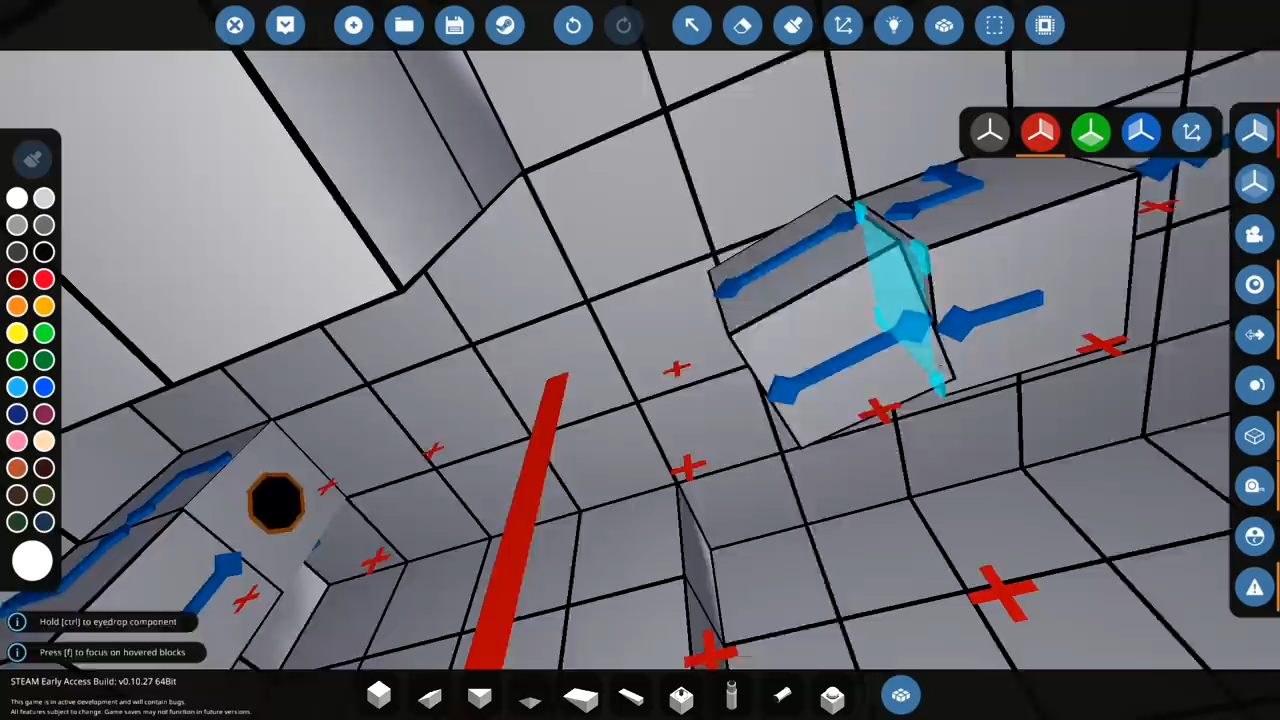 Hold [ctrl] to eyedrop component
Press [f] to focus on hovered blocks
STEAM Early Access Build: v0.10.27 64Bit
This game is in active development and will contain bugs.
All features subject to change. Game saves may not function in future versions.